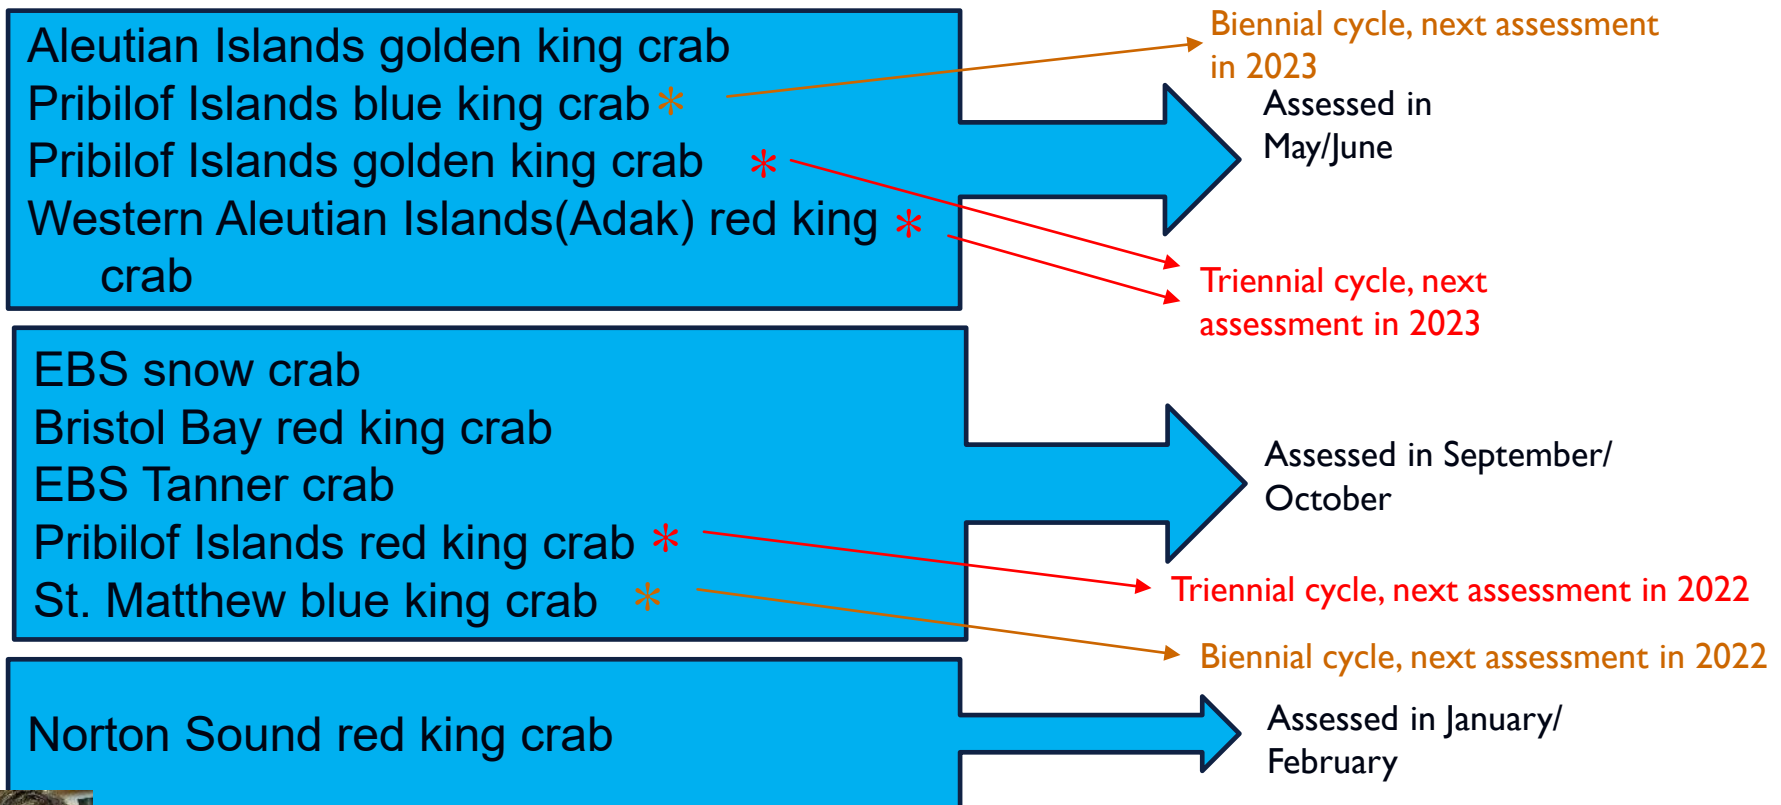 Aleutian Islands golden king crab
Pribilof Islands blue king crab *
Pribilof Islands golden king crab *
Western Aleutian Islands(Adak) red king *
crab
Biennial cycle, next assessment
in 2023
Assessed in
May/June
Triennial cycle, next
assessment in 2023
EBS snow crab
Bristol Bay red king crab
EBS Tanner crab
Pribilof Islands red king crab *
St. Matthew blue king crab *
Assessed in September/
October
Triennial cycle, next assessment in 2022
Biennial cycle, next assessment in 2022
Norton Sound red king crab
Assessed in January/
February